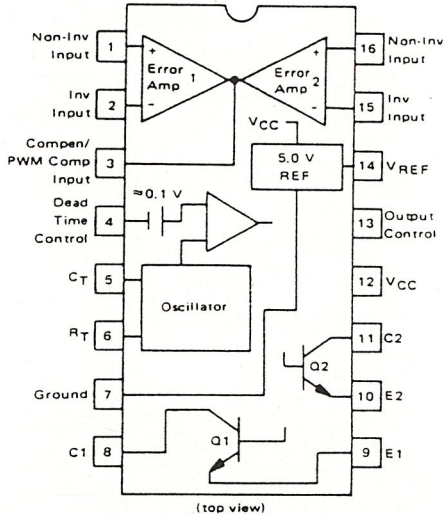 Non-Inv
Input
1
+
Error
Amp
1
-
Inv
Input
2
Compen/
PWM Comp
Input
3
Dead
Time
Control
4
≈0.1 V
CT
5
RT
6
Oscillator
Ground
7
C1
8
Q1
+
Error
Amp
2
-
16
Non-Inv
Input
15
Inv
Input
VCC
5.0 V
REF
14
VREF
13
Output
Control
12
VCC
11
C2
Q2
10
E2
9
E1
(top view)